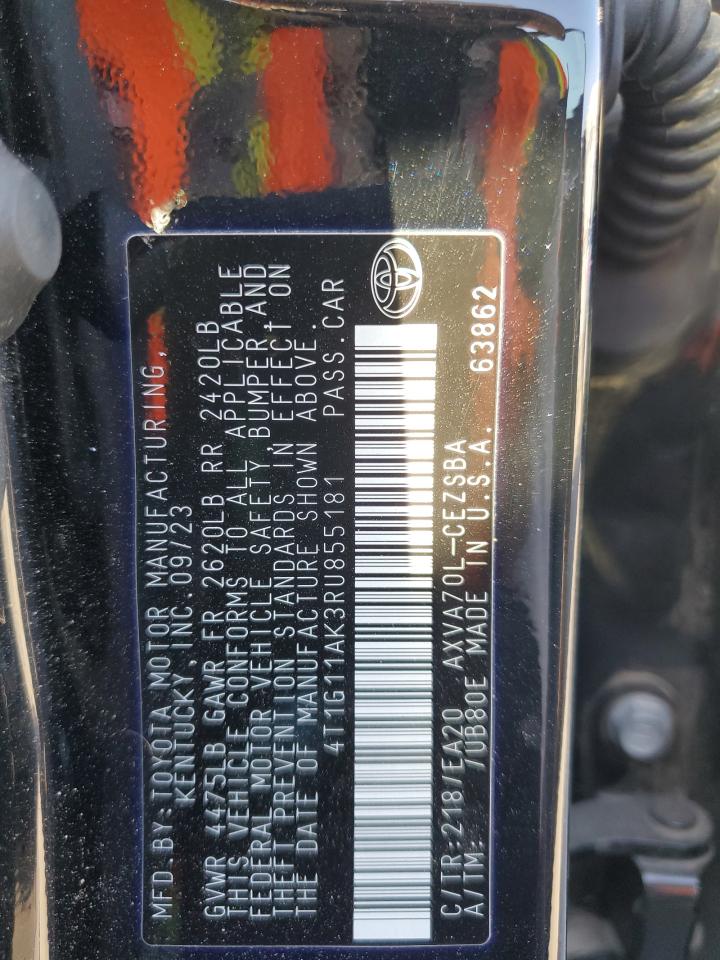 MFD. BY: TOYOTA MOTOR MANUFACTURING,
KENTUCKY, INC. 09/23
GVWR 4475LB GAWR FR 2620LB RR 2420LB
THIS VEHICLE CONFORMS TO ALL APPLICABLE
FEDERAL MOTOR VEHICLE SAFETY, BUMPER, AND
THEFT PREVENTION STANDARDS IN EFFECT ON
THE DATE OF MANUFACTURE SHOWN ABOVE.
4T1G11AK3RU855181 PASS.CAR
C/TR:218/EA20 AXVA70L-CEZSBA
A/TM: /UB80E MADE IN U.S.A. 63862